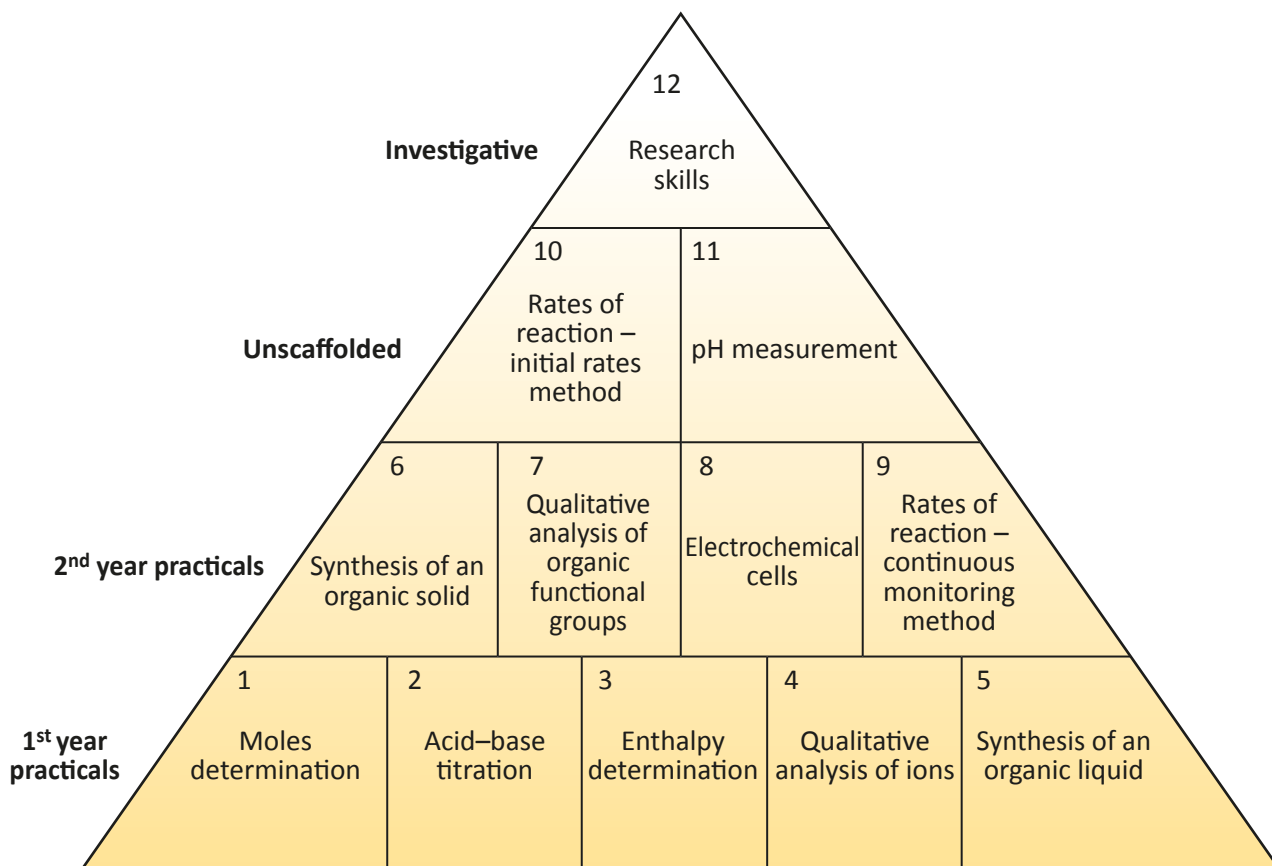 12
Investigative
Research
skills
10
11
Unscaffolded
Rates of
reaction –
initial rates
method
pH measurement
6
7
8
9
2nd year practicals
Synthesis of an
organic solid
Qualitative
analysis of
organic
functional
groups
Electrochemical
cells
Rates of
reaction –
continuous
monitoring
method
1
2
3
4
5
1st year
practicals
Moles
determination
Acid–base
titration
Enthalpy
determination
Qualitative
analysis of ions
Synthesis of an
organic liquid